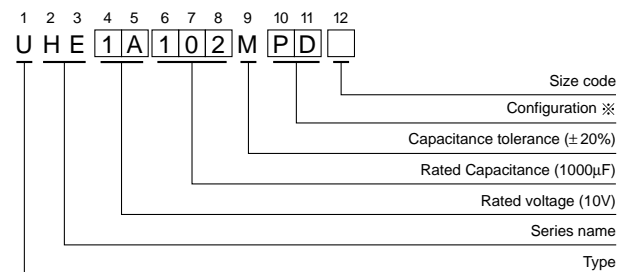 1 2 3 4 5 6 7 8 9 10 11 12
U H E 1 A 1 0 2 M P D
Size code
Configuration ※
Capacitance tolerance (±20%)
Rated Capacitance (1000µF)
Rated voltage (10V)
Series name
Type